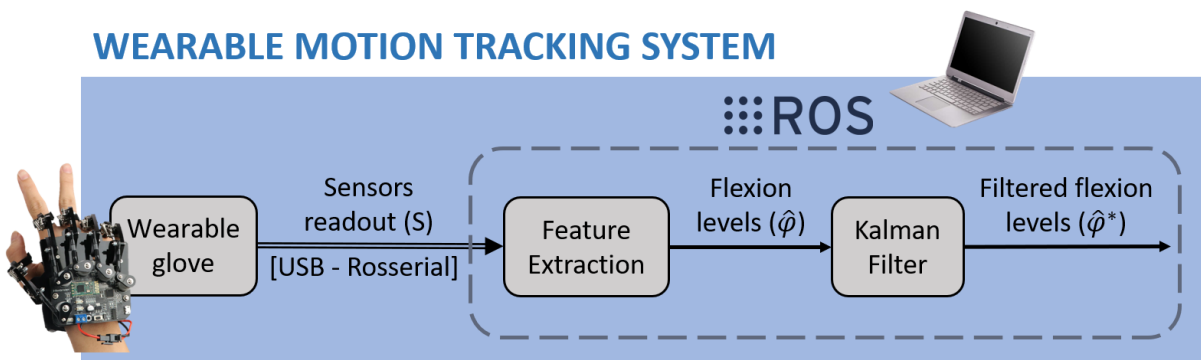 WEARABLE MOTION TRACKING SYSTEM
ROS
Sensors
readout (S)
[USB - Rosserial]
Wearable
glove
Feature
Extraction
Flexion
levels (φ̂)
Kalman
Filter
Filtered flexion
levels (φ̂*)